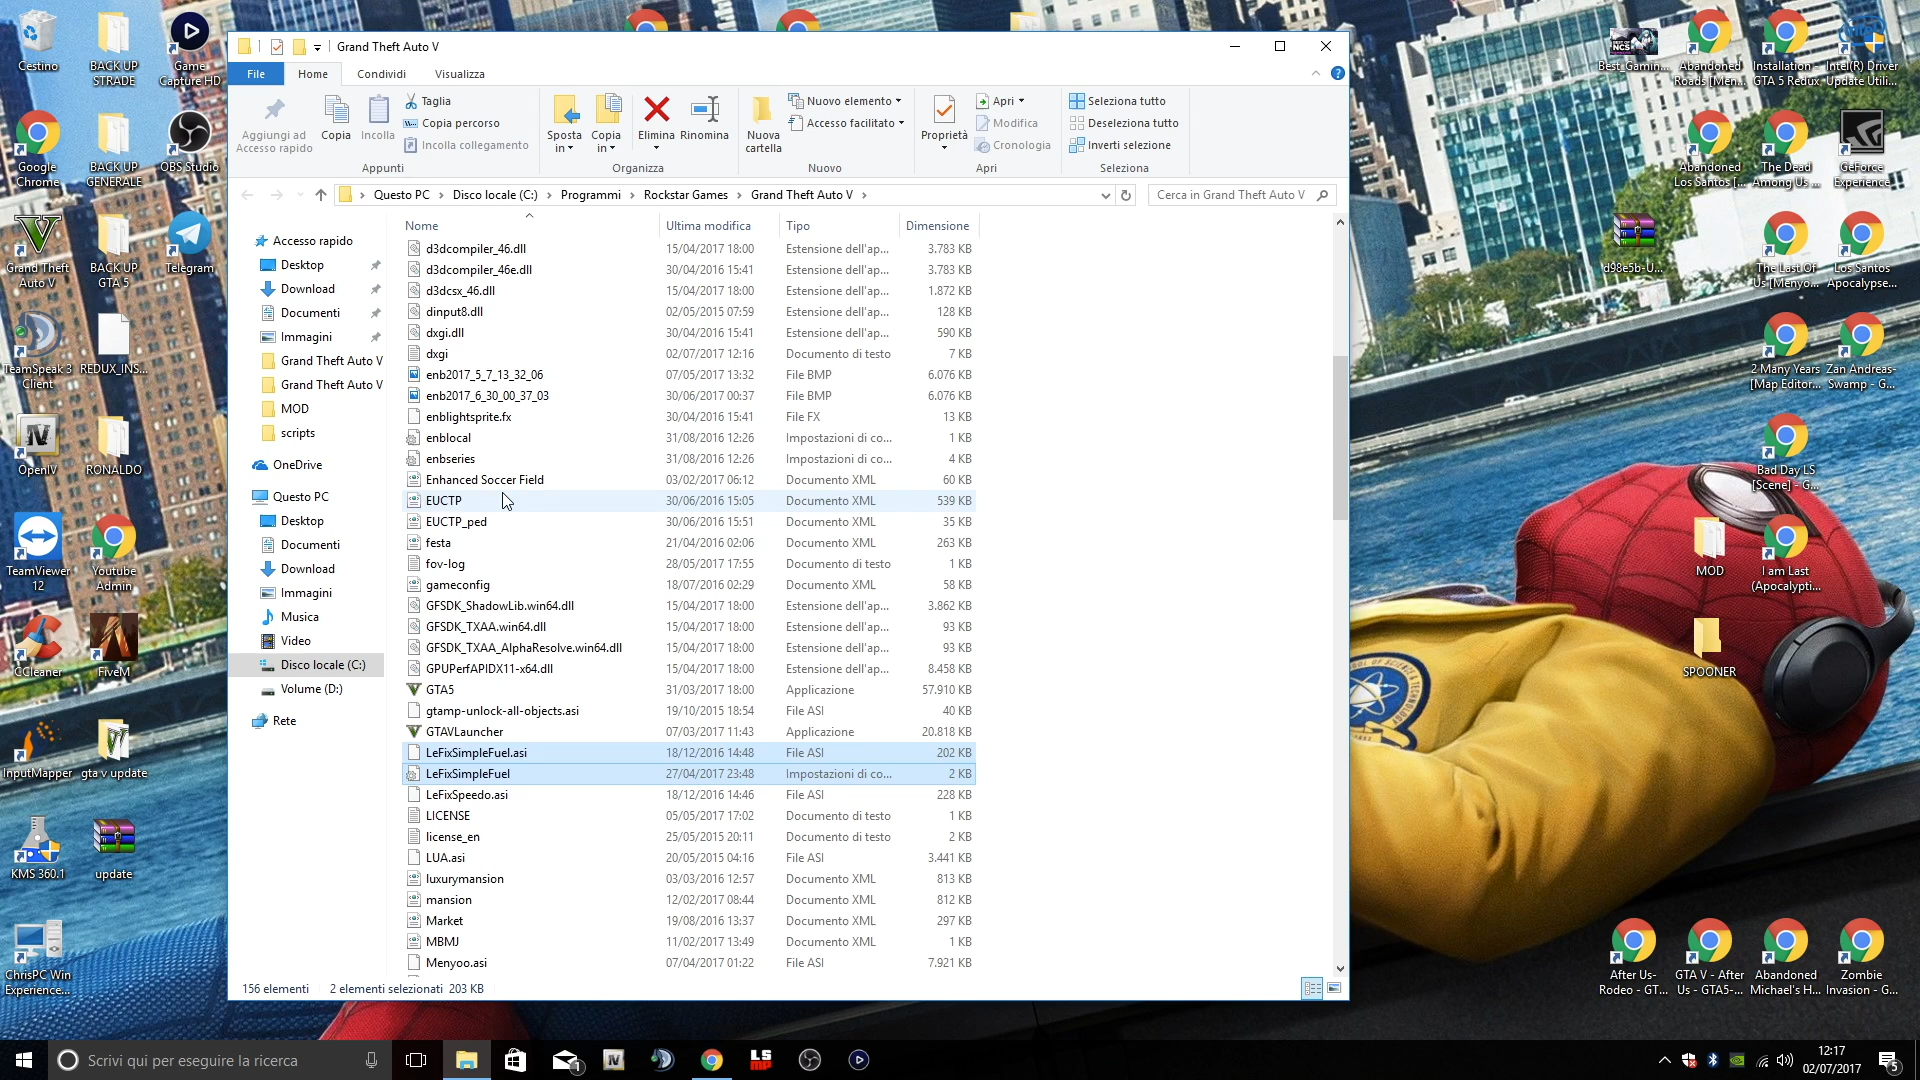 Cestino
BACK UP
STRADE
Game
Capture HD
Google
Chrome
BACK UP
GENERALE
OBS Studio
Grand Theft
Auto V
BACK UP
GTA 5
Telegram
TeamSpeak 3
Client
REDUX_INS...
OpenIV
RONALDO
TeamViewer
12
Youtube
Admin
CCleaner
FiveM
InputMapper
gta v update
KMS 360.1
update
ChrisPC Win
Experience...
Grand Theft Auto V
File
Home
Condividi
Visualizza
Aggiungi ad
Accesso rapido
Copia
Incolla
Taglia
Copia percorso
Incolla collegamento
Appunti
Sposta
in
Copia
in
Elimina
Rinomina
Organizza
Nuova
cartella
Nuovo elemento
Accesso facilitato
Nuovo
Proprietà
Apri
Modifica
Cronologia
Apri
Seleziona tutto
Deseleziona tutto
Inverti selezione
Seleziona
Questo PC
Disco locale (C:)
Programmi
Rockstar Games
Grand Theft Auto V
Cerca in Grand Theft Auto V
Accesso rapido
Desktop
Download
Documenti
Immagini
Grand Theft Auto V
Grand Theft Auto V
MOD
scripts
OneDrive
Questo PC
Desktop
Documenti
Download
Immagini
Musica
Video
Disco locale (C:)
Volume (D:)
Rete
Nome Ultima modifica Tipo Dimensione
d3dcompiler_46.dll 15/04/2017 18:00 Estensione dell'ap... 3.783 KB
d3dcompiler_46e.dll 30/04/2016 15:41 Estensione dell'ap... 3.783 KB
d3dcsx_46.dll 15/04/2017 18:00 Estensione dell'ap... 1.872 KB
dinput8.dll 02/05/2015 07:59 Estensione dell'ap... 128 KB
dxgi.dll 30/04/2016 15:41 Estensione dell'ap... 590 KB
dxgi 02/07/2017 12:16 Documento di testo 7 KB
enb2017_5_7_13_32_06 07/05/2017 13:32 File BMP 6.076 KB
enb2017_6_30_00_37_03 30/06/2017 00:37 File BMP 6.076 KB
enblightsprite.fx 30/04/2016 15:41 File FX 13 KB
enblocal 31/08/2016 12:26 Impostazioni di co... 1 KB
enbseries 31/08/2016 12:26 Impostazioni di co... 4 KB
Enhanced Soccer Field 03/02/2017 06:12 Documento XML 60 KB
EUCTP 30/06/2016 15:05 Documento XML 539 KB
EUCTP_ped 30/06/2016 15:51 Documento XML 35 KB
festa 21/04/2016 02:06 Documento XML 263 KB
fov-log 28/05/2017 17:55 Documento di testo 1 KB
gameconfig 18/07/2016 02:29 Documento XML 58 KB
GFSDK_ShadowLib.win64.dll 15/04/2017 18:00 Estensione dell'ap... 3.862 KB
GFSDK_TXAA.win64.dll 15/04/2017 18:00 Estensione dell'ap... 93 KB
GFSDK_TXAA_AlphaResolve.win64.dll 15/04/2017 18:00 Estensione dell'ap... 93 KB
GPUPerfAPIDX11-x64.dll 15/04/2017 18:00 Estensione dell'ap... 8.458 KB
GTA5 31/03/2017 18:00 Applicazione 57.910 KB
gtamp-unlock-all-objects.asi 19/10/2015 18:54 File ASI 40 KB
GTAVLauncher 07/03/2017 11:43 Applicazione 20.818 KB
LeFixSimpleFuel.asi 18/12/2016 14:48 File ASI 202 KB
LeFixSimpleFuel 27/04/2017 23:48 Impostazioni di co... 2 KB
LeFixSpeedo.asi 18/12/2016 14:46 File ASI 228 KB
LICENSE 05/05/2017 17:02 Documento di testo 1 KB
license_en 25/05/2015 20:11 Documento di testo 2 KB
LUA.asi 20/05/2015 04:16 File ASI 3.441 KB
luxurymansion 03/03/2016 12:57 Documento XML 813 KB
mansion 12/02/2017 08:44 Documento XML 812 KB
Market 19/08/2016 13:37 Documento XML 297 KB
MBMJ 11/02/2017 13:49 Documento XML 1 KB
Menyoo.asi 07/04/2017 01:22 File ASI 7.921 KB
156 elementi 2 elementi selezionati 203 KB
Best_Gamin...
Abandoned
Roads [Men...
Installation -
GTA 5 Redux
Intel(R) Driver
Update Utili...
Abandoned
Los Santos [...
The Dead
Among Us ...
GeForce
Experience
d98e5b-U...
The Last Of
Us [Menyo...
Los Santos
Apocalypse...
2 Many Years
[Map Editor...
Zan Andreas-
Swamp - G...
Bad Day LS
[Scene] - G...
MOD
I am Last
(Apocalypti...
SPOONER
After Us-
Rodeo - GT...
GTA V - After
Us - GTA5-...
Abandoned
Michael's H...
Zombie
Invasion - G...
Scrivi qui per eseguire la ricerca
1
LS
MP
12:17
02/07/2017
5